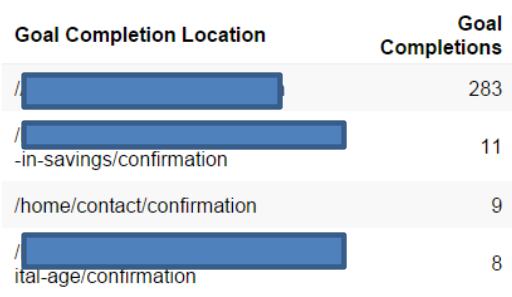 Goal
Goal Completion Location
Completions
/
283
/
-in-savings/confirmation
11
/home/contact/confirmation
9
/
ital-age/confirmation
8